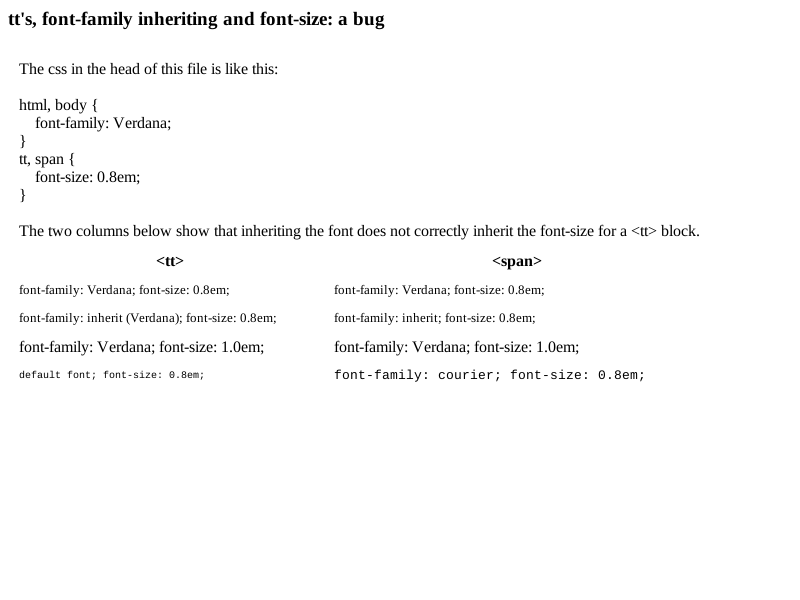 tt's, font-family inheriting and font-size: a bug
The css in the head of this file is like this:
html, body {
    font-family: Verdana;
}
tt, span {
    font-size: 0.8em;
}
The two columns below show that inheriting the font does not correctly inherit the font-size for a <tt> block.
<tt> <span>
font-family: Verdana; font-size: 0.8em; font-family: Verdana; font-size: 0.8em;
font-family: inherit (Verdana); font-size: 0.8em; font-family: inherit; font-size: 0.8em;
font-family: Verdana; font-size: 1.0em; font-family: Verdana; font-size: 1.0em;
default font; font-size: 0.8em; font-family: courier; font-size: 0.8em;